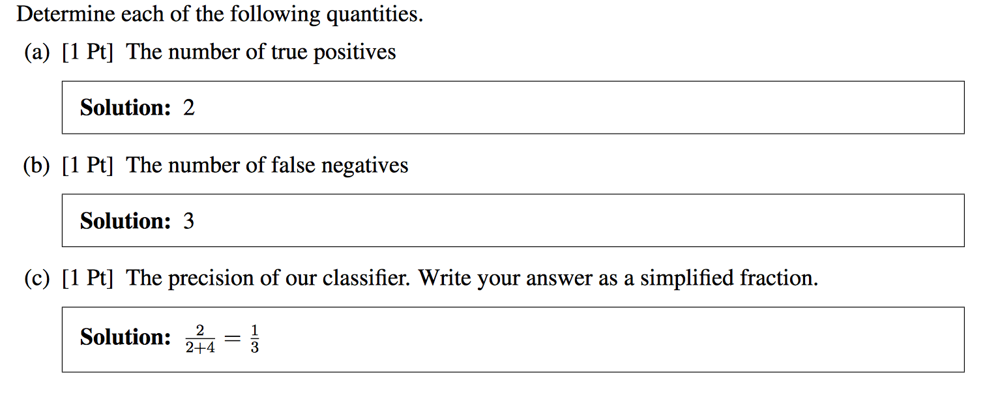 Determine each of the following quantities.
(a) [1 Pt] The number of true positives
Solution: 2
(b) [1 Pt] The number of false negatives
Solution: 3
(c) [1 Pt] The precision of our classifier. Write your answer as a simplified fraction.
Solution: $\frac{2}{2+4} = \frac{1}{3}$